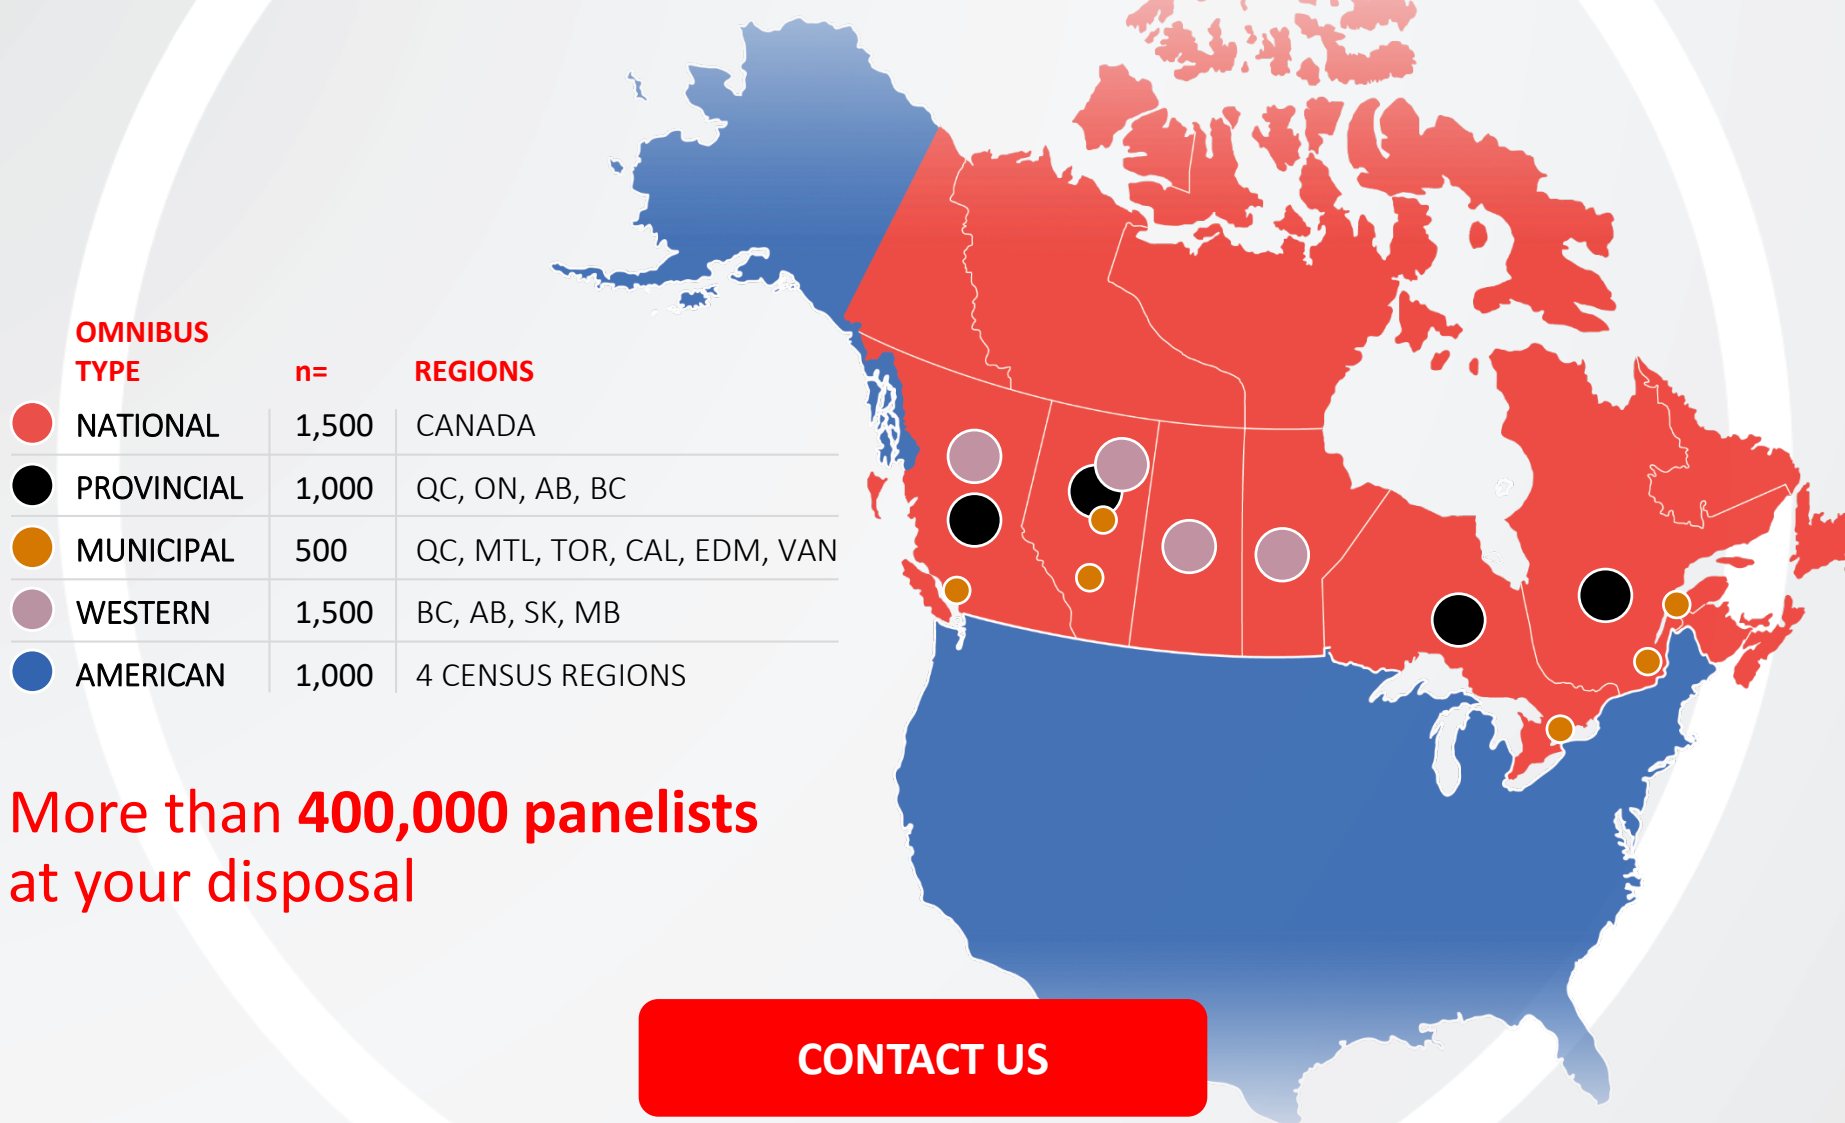 OMNIBUS
TYPE n= REGIONS
NATIONAL 1,500 CANADA
PROVINCIAL 1,000 QC, ON, AB, BC
MUNICIPAL 500 QC, MTL, TOR, CAL, EDM, VAN
WESTERN 1,500 BC, AB, SK, MB
AMERICAN 1,000 4 CENSUS REGIONS
More than 400,000 panelists
at your disposal
CONTACT US